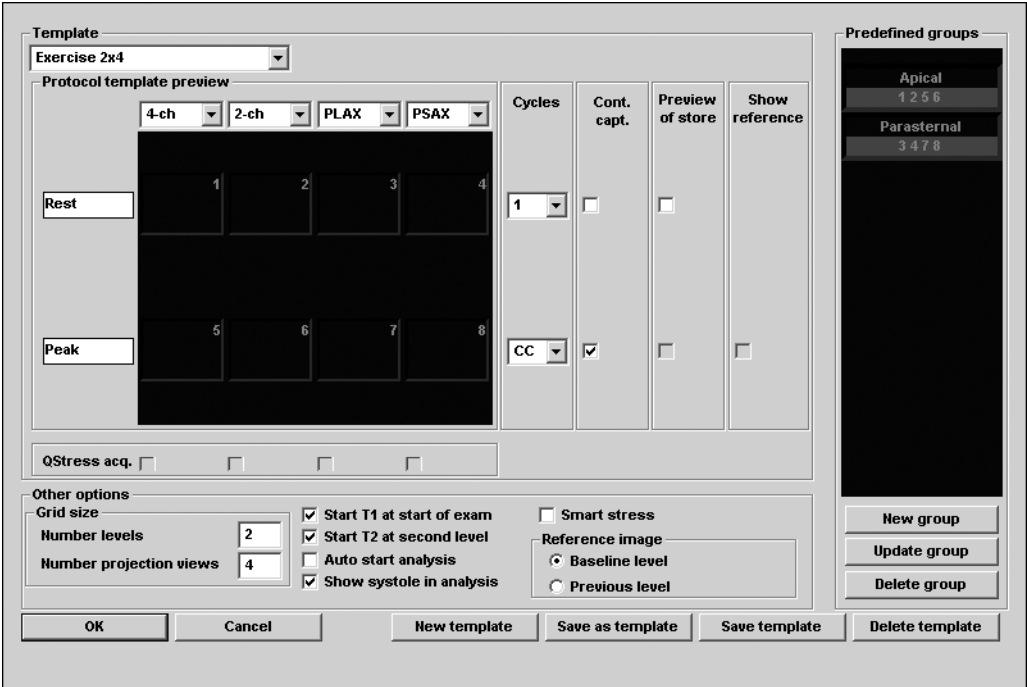 Template
Exercise 2x4
Protocol template preview
4-ch 2-ch PLAX PSAX
Cycles
Cont. capt.
Preview of store
Show reference
Rest
1 2 3 4
1
Peak
5 6 7 8
CC
QStress acq.
Other options
Grid size
Number levels 2
Number projection views 4
Start T1 at start of exam
Start T2 at second level
Auto start analysis
Show systole in analysis
Smart stress
Reference image
Baseline level
Previous level
Predefined groups
Apical
1 2 5 6
Parasternal
3 4 7 8
New group
Update group
Delete group
OK
Cancel
New template
Save as template
Save template
Delete template